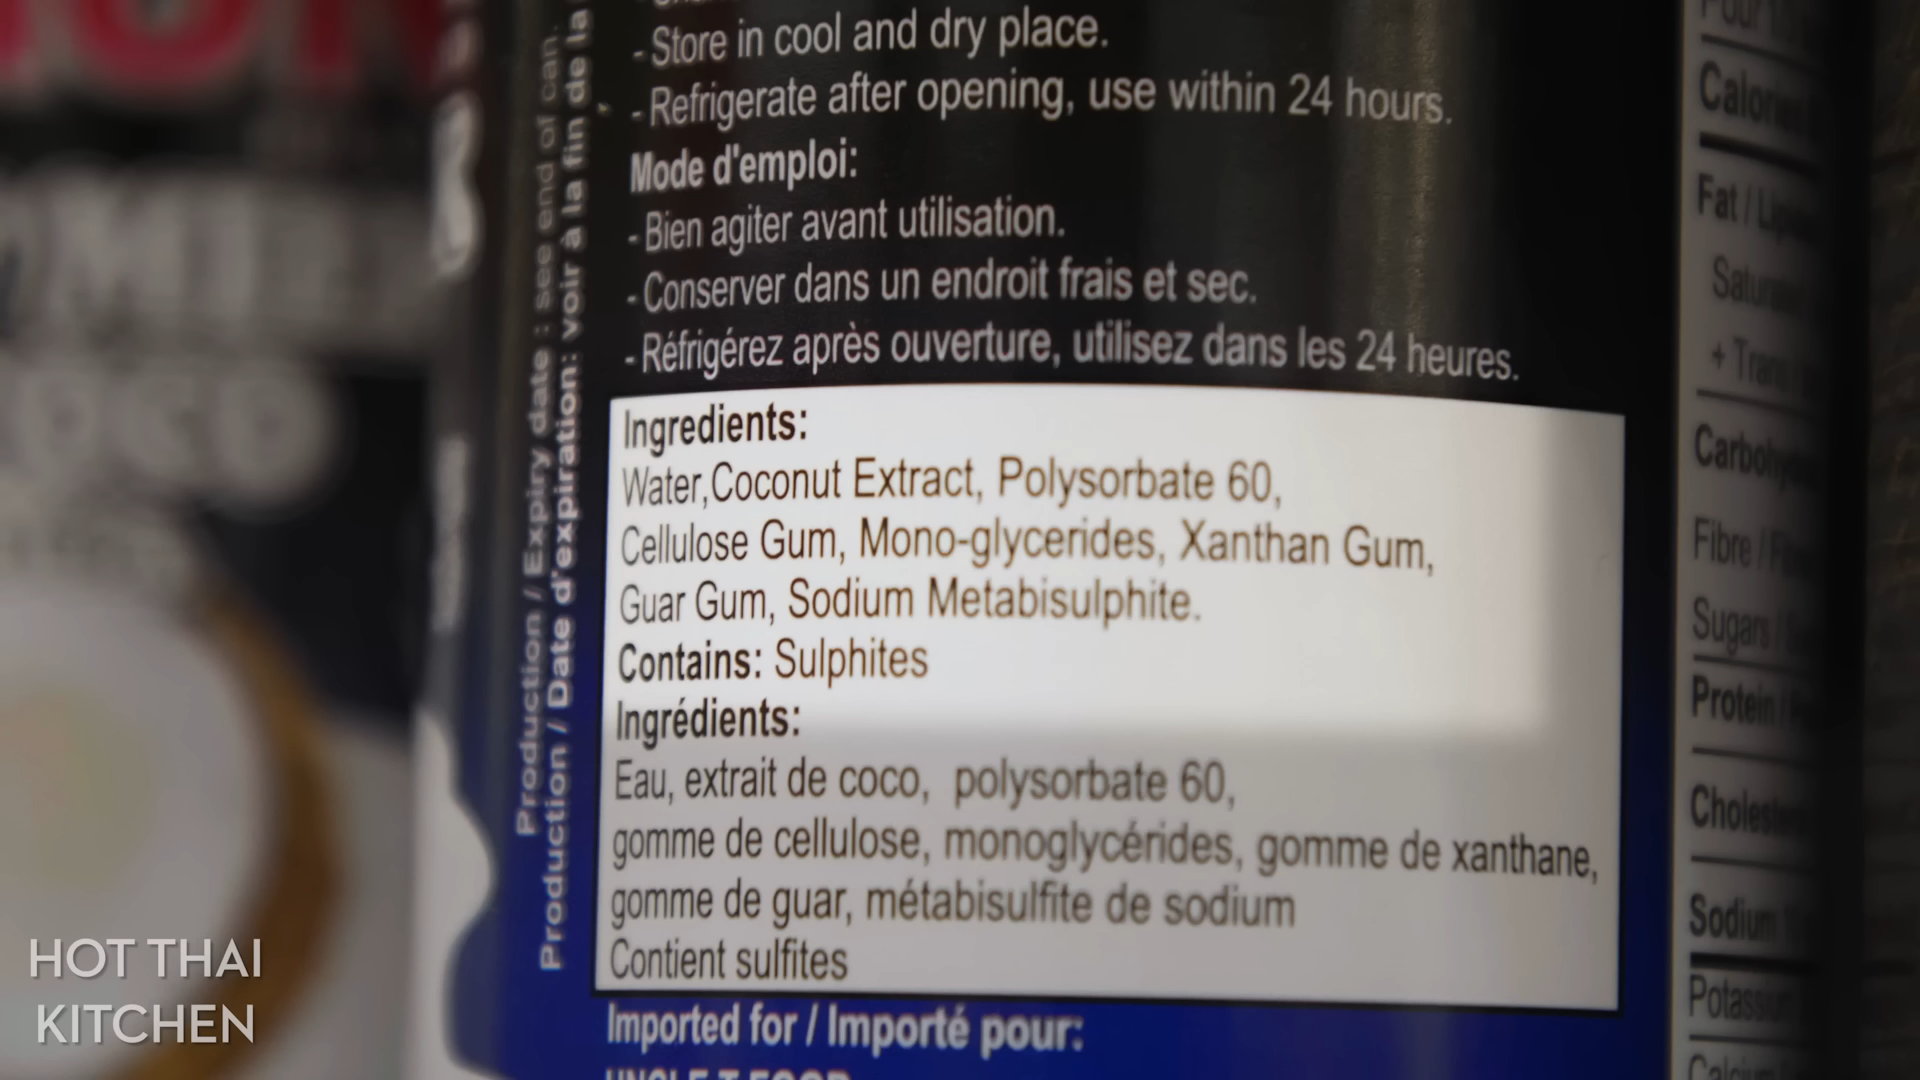 - Store in cool and dry place.
- Refrigerate after opening, use within 24 hours.
Mode d'emploi:
- Bien agiter avant utilisation.
- Conserver dans un endroit frais et sec.
- Réfrigérez après ouverture, utilisez dans les 24 heures.
Ingredients:
Water,Coconut Extract, Polysorbate 60,
Cellulose Gum, Mono-glycerides, Xanthan Gum,
Guar Gum, Sodium Metabisulphite.
Contains: Sulphites
Ingrédients:
Eau, extrait de coco, polysorbate 60,
gomme de cellulose, monoglycérides, gomme de xanthane,
gomme de guar, métabisulfite de sodium
Contient sulfites
Imported for / Importé pour:
UNCLE T FOOD
Production / Expiry date : see end of can.
Production / Date d'expiration: voir à la fin de la
Calories
Fat /
+ Trans
Fibre /
Sugars /
Protein /
Sodium
HOT THAI
KITCHEN